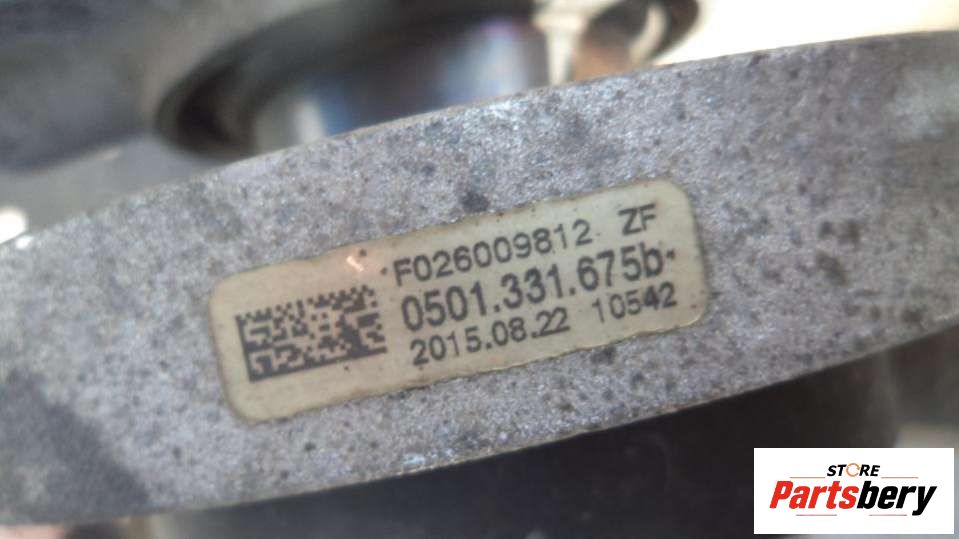 F026009812 ZF
0501.331.675b
2015.08.22 10542
STORE
Partsbery